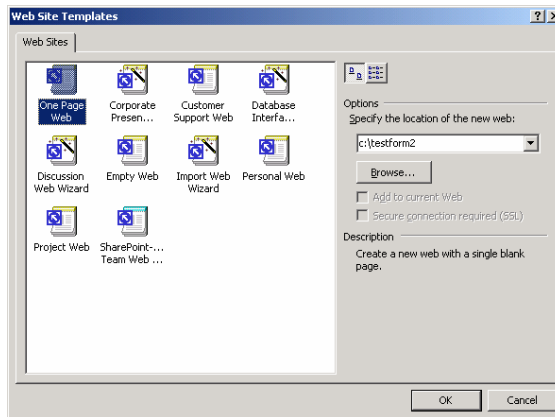 Web Site Templates
Web Sites
One Page
Web
Corporate
Presen...
Customer
Support Web
Database
Interfa...
Discussion
Web Wizard
Empty Web
Import Web
Wizard
Personal Web
Project Web
SharePoint-...
Team Web ...
Options
Specify the location of the new web:
c:\testform2
Browse...
Add to current Web
Secure connection required (SSL)
Description
Create a new web with a single blank
page.
OK
Cancel